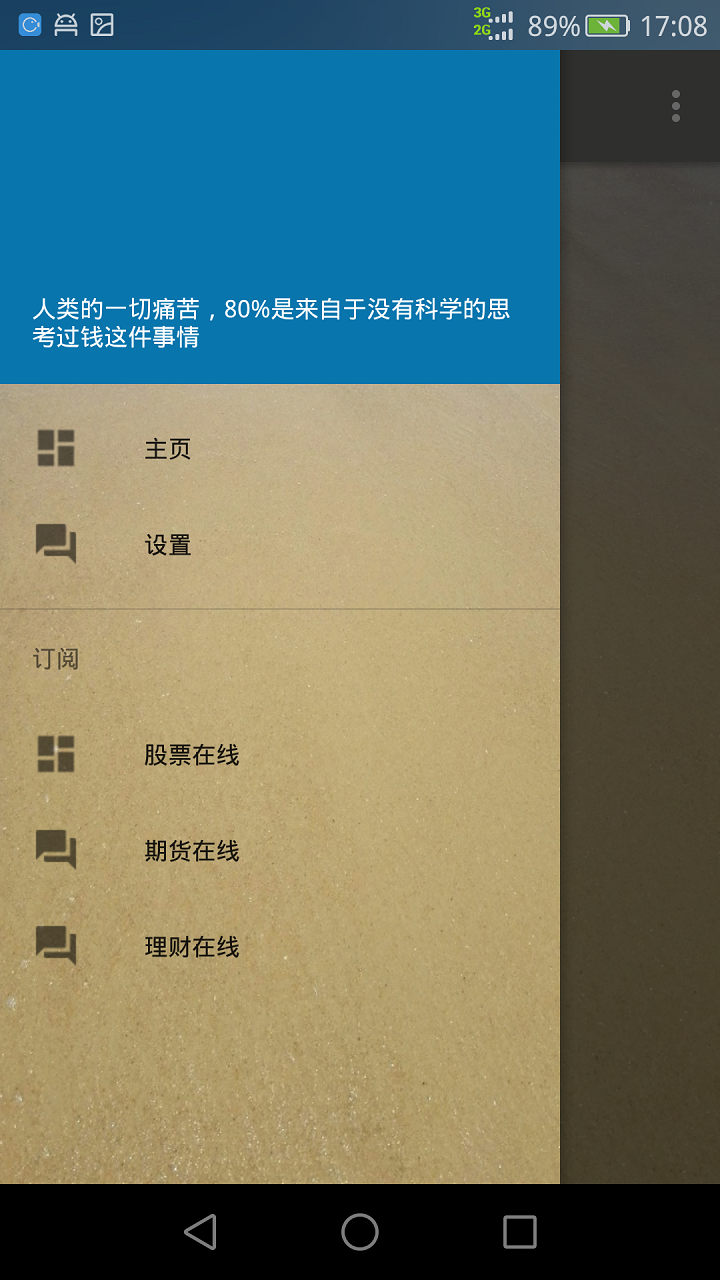 3G
2G
89%
17:08
人类的一切痛苦，80%是来自于没有科学的思
考过钱这件事情
主页
设置
订阅
股票在线
期货在线
理财在线